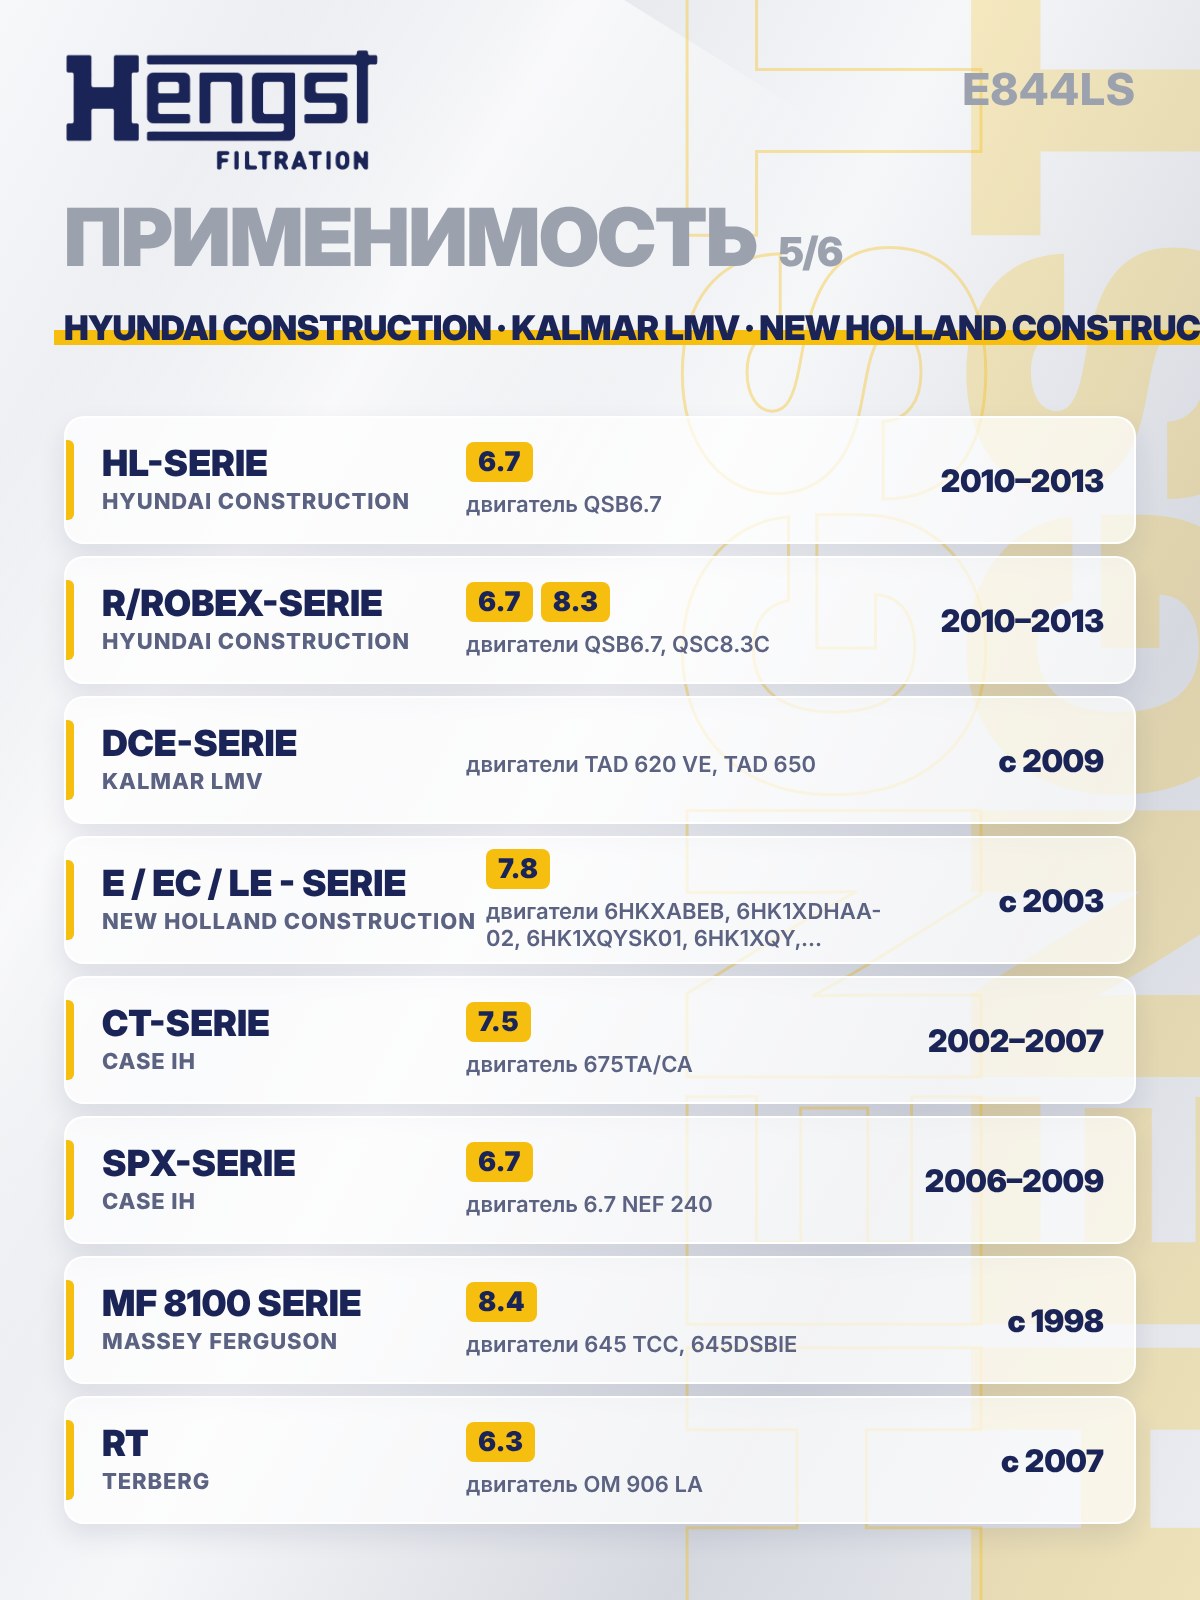 Hengst
FILTRATION
E844LS
ПРИМЕНИМОСТЬ 5/6
HYUNDAI CONSTRUCTION · KALMAR LMV · NEW HOLLAND CONSTRUC
HL-SERIE
HYUNDAI CONSTRUCTION
6.7
двигатель QSB6.7
2010–2013
R/ROBEX-SERIE
HYUNDAI CONSTRUCTION
6.7 8.3
двигатели QSB6.7, QSC8.3C
2010–2013
DCE-SERIE
KALMAR LMV
двигатели TAD 620 VE, TAD 650
с 2009
E / EC / LE - SERIE
NEW HOLLAND CONSTRUCTION
7.8
двигатели 6HKXABEB, 6HK1XDHAA-
02, 6HK1XQYSK01, 6HK1XQY,...
с 2003
CT-SERIE
CASE IH
7.5
двигатель 675TA/CA
2002–2007
SPX-SERIE
CASE IH
6.7
двигатель 6.7 NEF 240
2006–2009
MF 8100 SERIE
MASSEY FERGUSON
8.4
двигатели 645 TCC, 645DSBIE
с 1998
RT
TERBERG
6.3
двигатель OM 906 LA
с 2007
HENGST